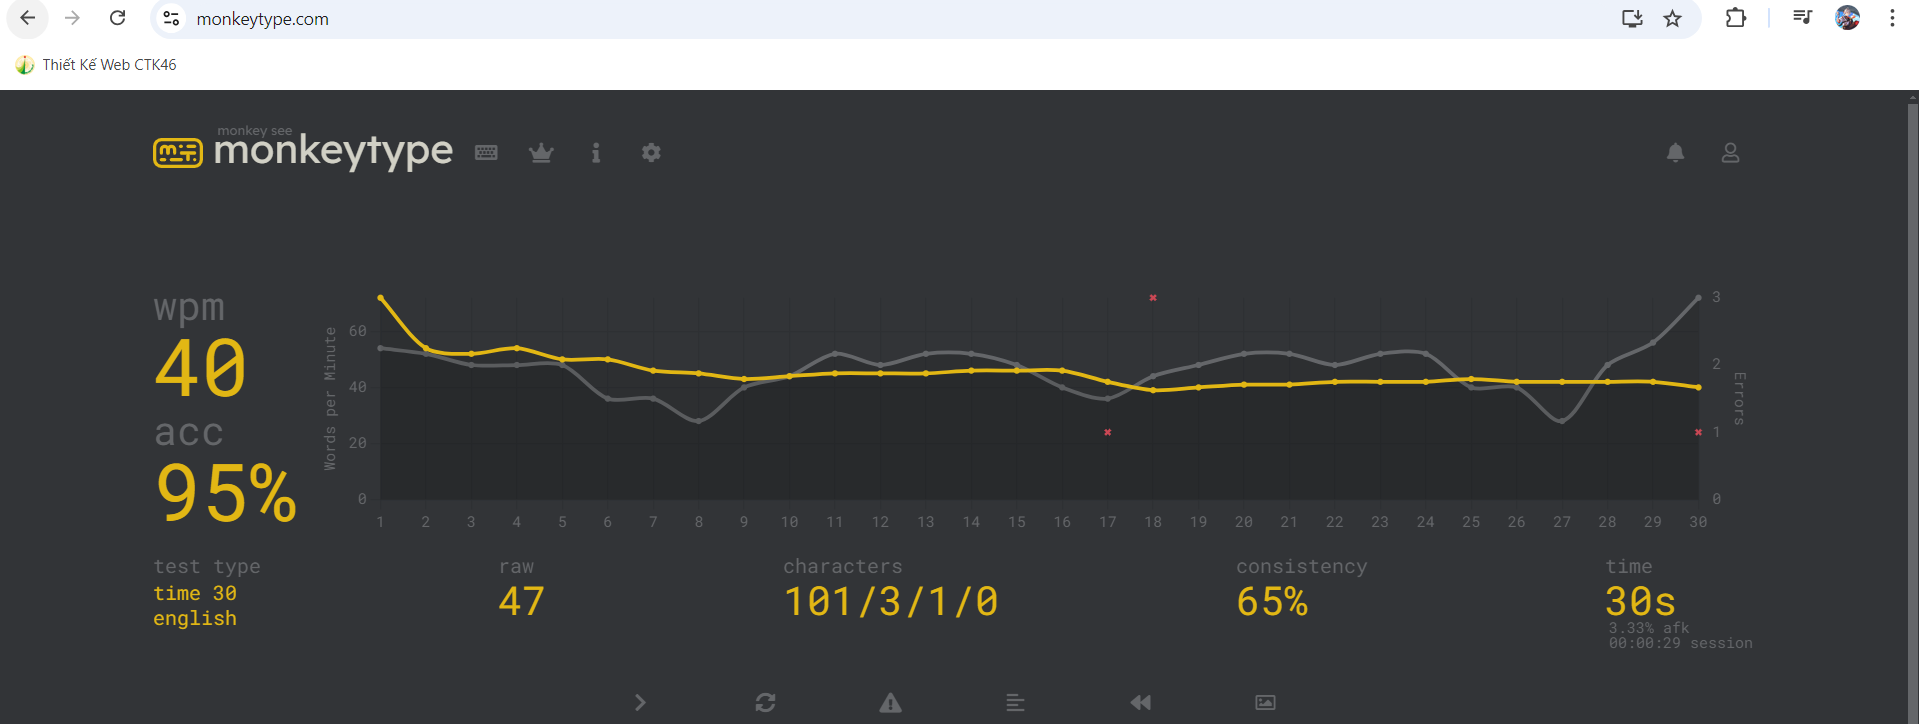 monkeytype.com
Thiết Kế Web CTK46
monkey see
monkeytype
wpm
40
acc
95%
Words per Minute
60
40
20
0
3
2
1
0
Errors
1 2 3 4 5 6 7 8 9 10 11 12 13 14 15 16 17 18 19 20 21 22 23 24 25 26 27 28 29 30
test type
time 30
english
raw
47
characters
101/3/1/0
consistency
65%
time
30s
3.33% afk
00:00:29 session